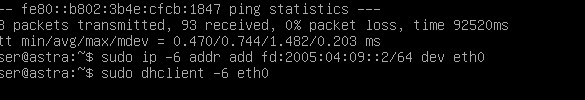 -- fe80::b802:3b4e:cfcb:1847 ping statistics ---
3 packets transmitted, 93 received, 0% packet loss, time 92520ms
tt min/avg/max/mdev = 0.470/0.744/1.482/0.203 ms
ser@astra:~$ sudo ip -6 addr add fd:2005:04:09::2/64 dev eth0
ser@astra:~$ sudo dhclient -6 eth0